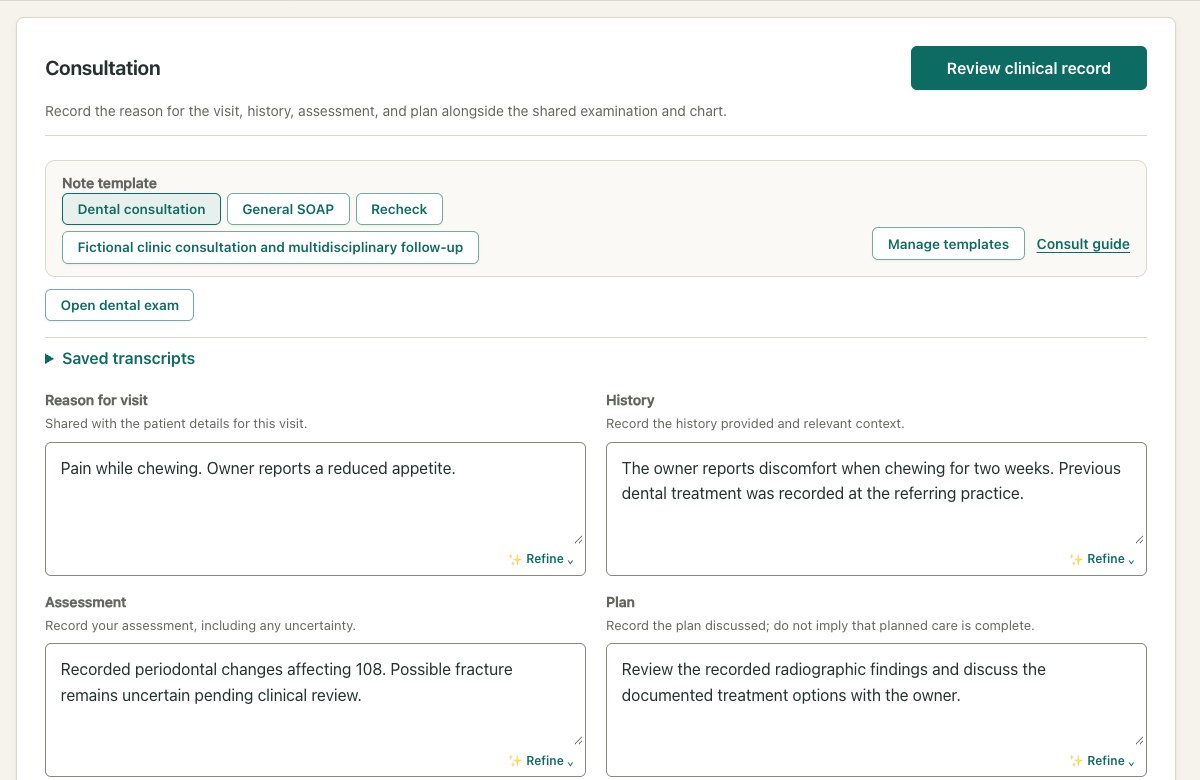 Consultation
Review clinical record
Record the reason for the visit, history, assessment, and plan alongside the shared examination and chart.
Note template
Dental consultation
General SOAP
Recheck
Fictional clinic consultation and multidisciplinary follow-up
Manage templates
Consult guide
Open dental exam
Saved transcripts
Reason for visit
Shared with the patient details for this visit.
Pain while chewing. Owner reports a reduced appetite.
Refine
History
Record the history provided and relevant context.
The owner reports discomfort when chewing for two weeks. Previous
dental treatment was recorded at the referring practice.
Refine
Assessment
Record your assessment, including any uncertainty.
Recorded periodontal changes affecting 108. Possible fracture
remains uncertain pending clinical review.
Refine
Plan
Record the plan discussed; do not imply that planned care is complete.
Review the recorded radiographic findings and discuss the
documented treatment options with the owner.
Refine